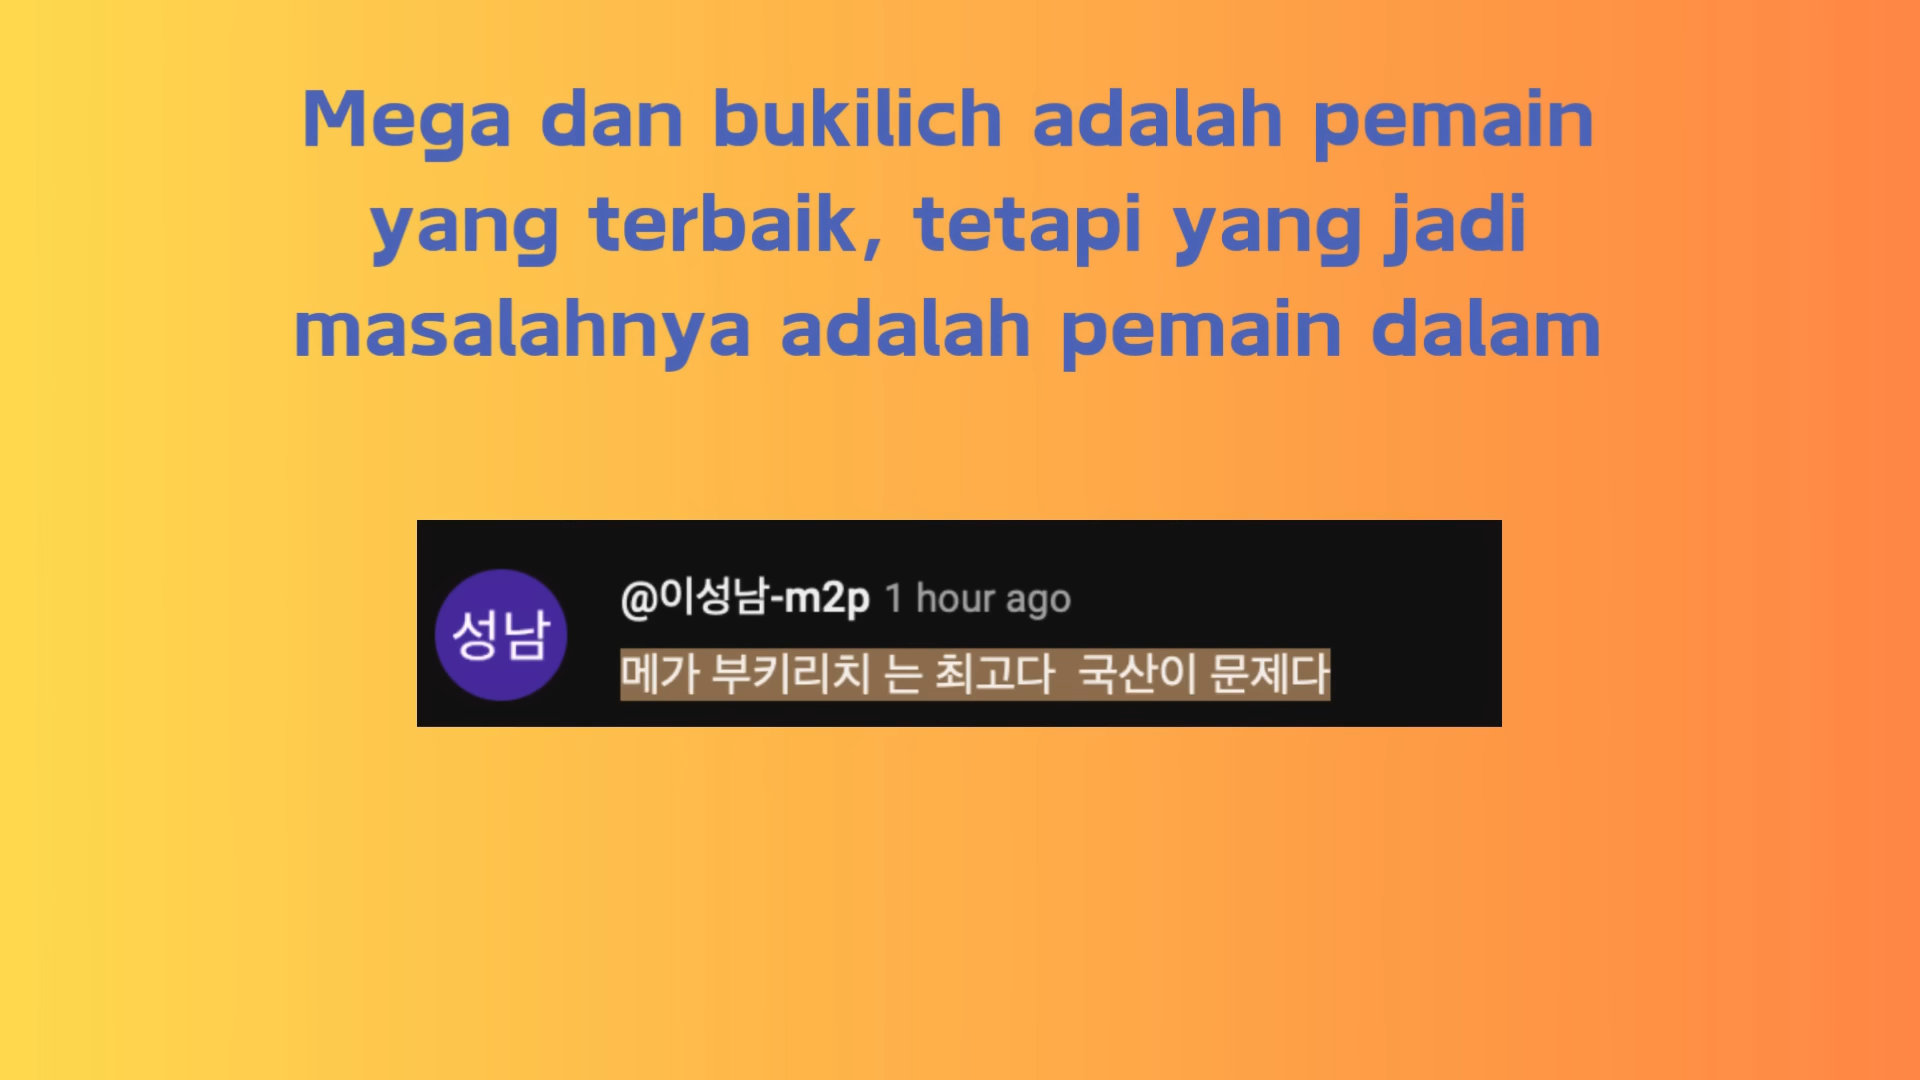 Mega dan bukilich adalah pemain
yang terbaik, tetapi yang jadi
masalahnya adalah pemain dalam
성남
@이성남-m2p 1 hour ago
메가 부키리치 는 최고다 국산이 문제다